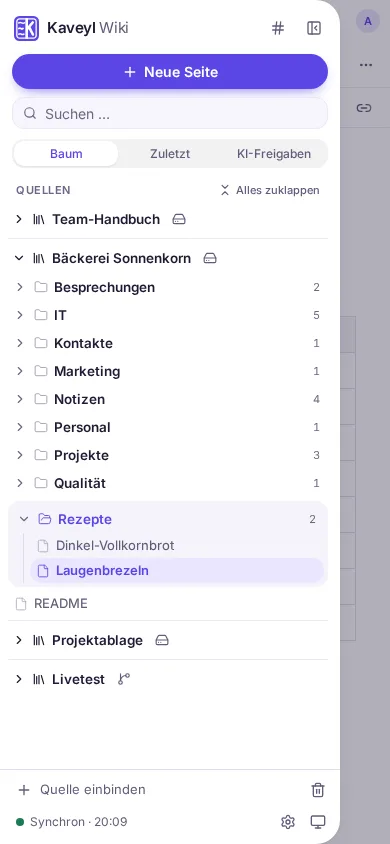 Kaveyl Wiki
A
Neue Seite
Suchen ...
Baum Zuletzt KI-Freigaben
QUELLEN Alles zuklappen
Team-Handbuch
Bäckerei Sonnenkorn
Besprechungen 2
IT 5
Kontakte 1
Marketing 1
Notizen 4
Personal 1
Projekte 3
Qualität 1
Rezepte 2
Dinkel-Vollkornbrot
Laugenbrezeln
README
Projektablage
Livetest
Quelle einbinden
Synchron · 20:09